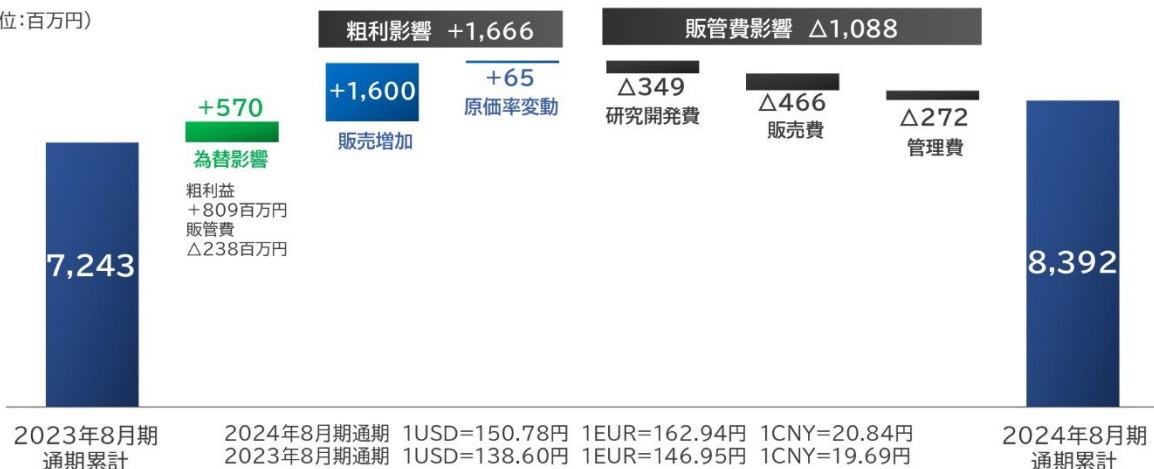 位:百万円)
粗利影響 +1,666
販管費影響 △1,088
+570
為替影響
粗利益
+809百万円
販管費
△238百万円
+1,600
販売増加
+65
原価率変動
△349
研究開発費
△466
販売費
△272
管理費
7,243
8,392
2023年8月期
通期累計
2024年8月期通期 1USD=150.78円 1EUR=162.94円 1CNY=20.84円
2023年8月期通期 1USD=138.60円 1EUR=146.95円 1CNY=19.69円
2024年8月期
通期累計